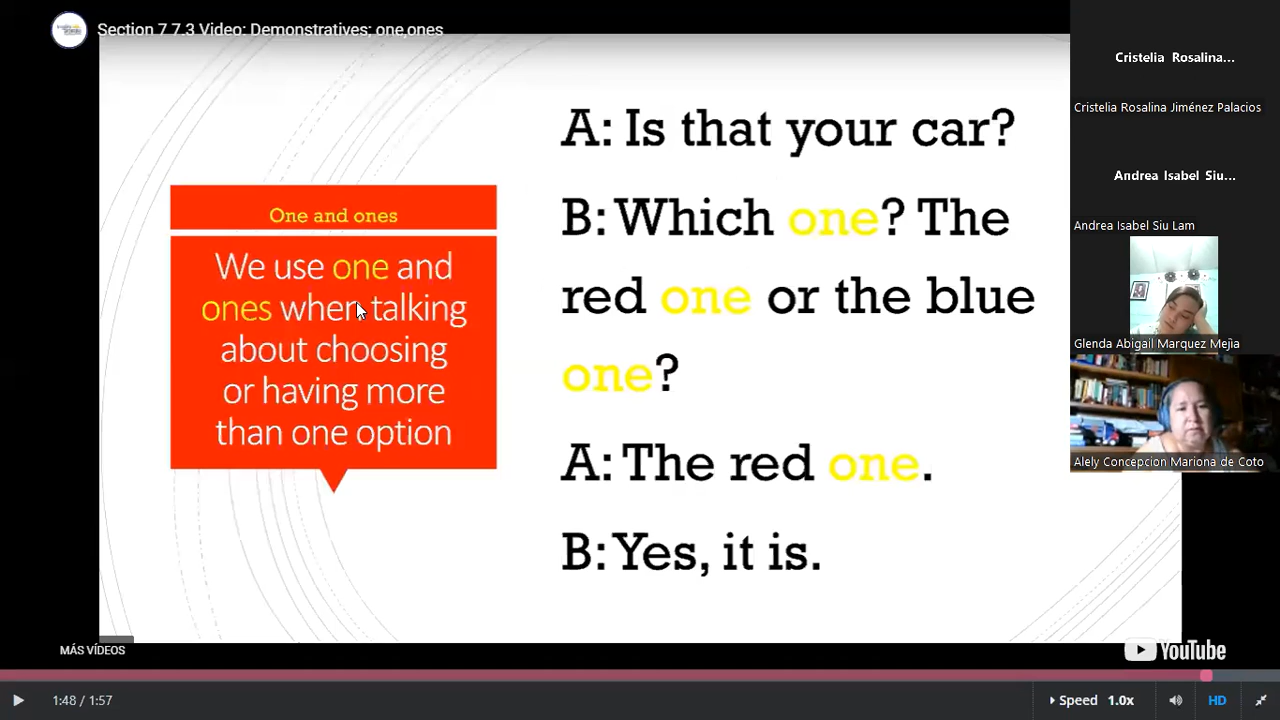 Section 7 7.3 Video: Demonstratives; one,ones
One and ones
We use one and
ones when talking
about choosing
or having more
than one option
A: Is that your car?
B: Which one? The
red one or the blue
one?
A: The red one.
B: Yes, it is.
Cristelia Rosalina...
Cristelia Rosalina Jiménez Palacios
Andrea Isabel Siu...
Andrea Isabel Siu Lam
Glenda Abigail Marquez Mejia
Alely Concepcion Mariona de Coto
MÁS VÍDEOS
YouTube
1:48 / 1:57
Speed 1.0x
HD